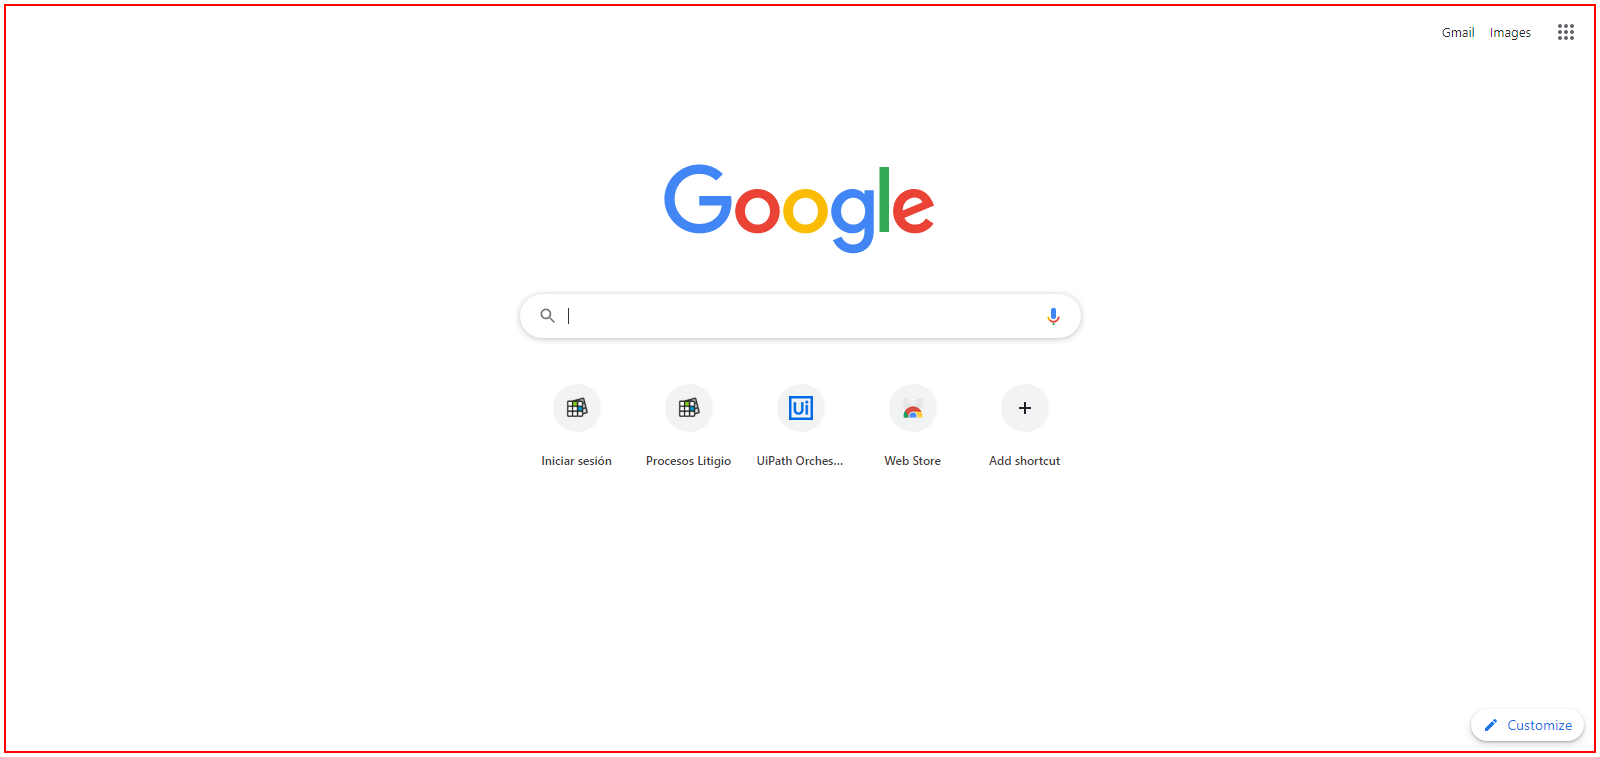 Gmail Images
Google
Iniciar sesión
Procesos Litigio
Ui
UiPath Orches...
Web Store
Add shortcut
Customize